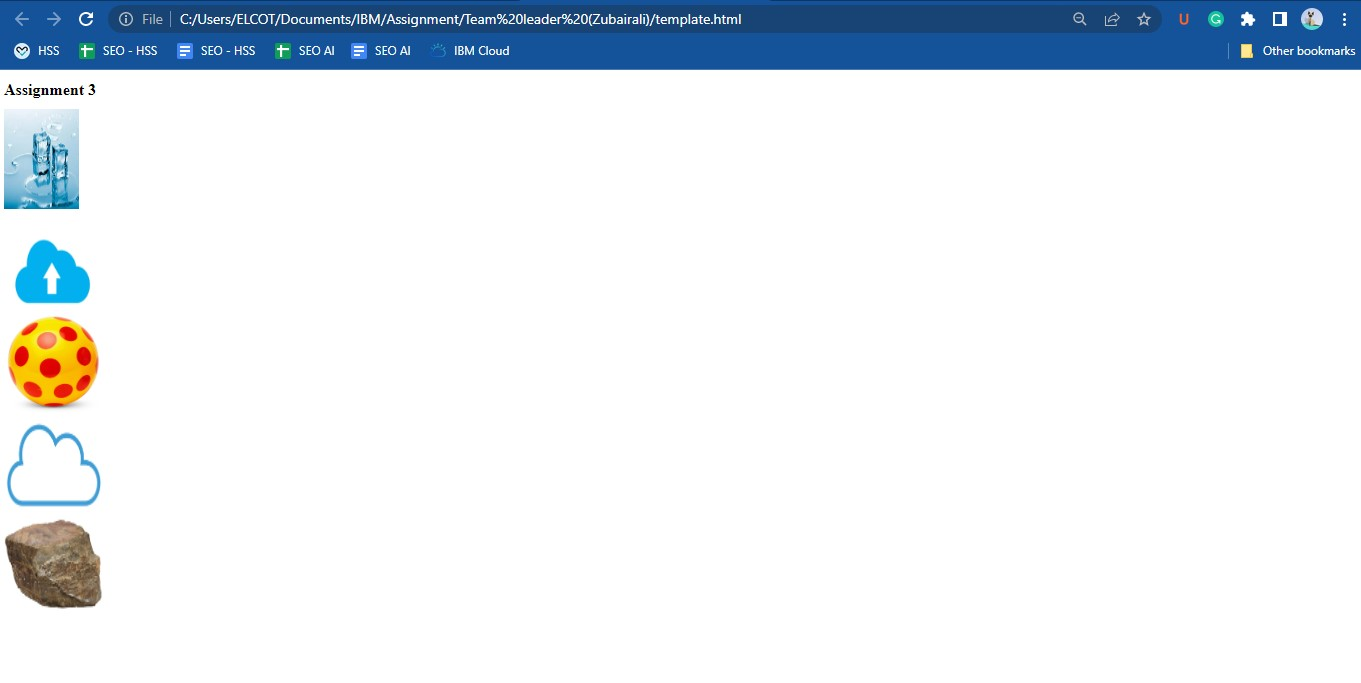 File C:/Users/ELCOT/Documents/IBM/Assignment/Team%20leader%20(Zubairali)/template.html U G
HSS SEO - HSS SEO - HSS SEO AI SEO AI IBM Cloud Other bookmarks
Assignment 3